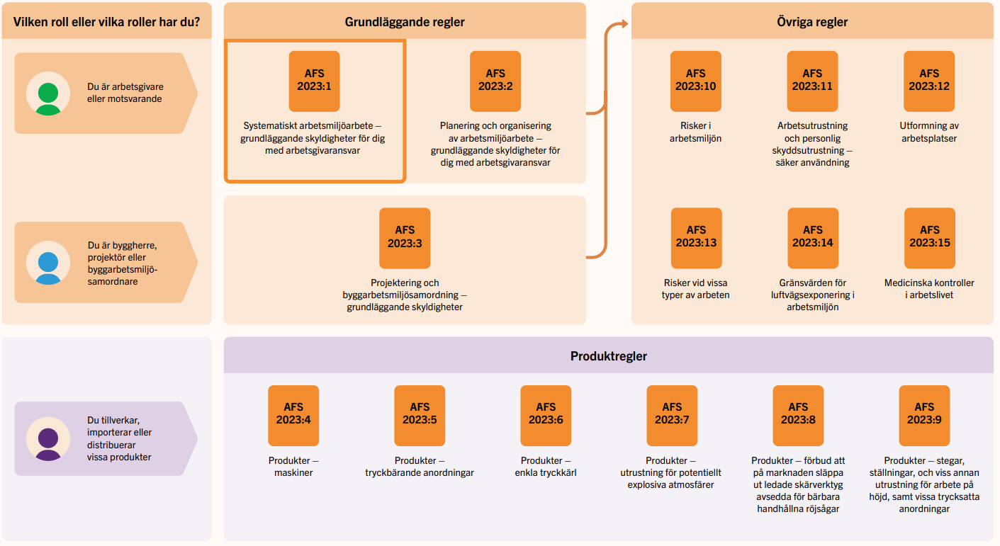 Vilken roll eller vilka roller har du?
Du är arbetsgivare
eller motsvarande
Du är byggherre,
projektör eller
byggarbetsmiljö-
samordnare
Grundläggande regler
AFS
2023:1
Systematiskt arbetsmiljöarbete –
grundläggande skyldigheter för dig
med arbetsgivaransvar
AFS
2023:2
Planering och organisering
av arbetsmiljöarbete –
grundläggande skyldigheter för
dig med arbetsgivaransvar
AFS
2023:3
Projektering och
byggarbetsmiljösamordning –
grundläggande skyldigheter
Övriga regler
AFS
2023:10
Risker i
arbetsmiljön
AFS
2023:11
Arbetsutrustning
och personlig
skyddsutrustning –
säker användning
AFS
2023:12
Utformning av
arbetsplatser
AFS
2023:13
Risker vid vissa
typer av arbeten
AFS
2023:14
Gränsvärden för
luftvägsexponering i
arbetsmiljön
AFS
2023:15
Medicinska kontroller
i arbetslivet
Du tillverkar,
importerar eller
distribuerar
vissa produkter
Produktregler
AFS
2023:4
Produkter –
maskiner
AFS
2023:5
Produkter –
tryckbärande anordningar
AFS
2023:6
Produkter –
enkla tryckkärl
AFS
2023:7
Produkter –
utrustning för potentiellt
explosiva atmosfärer
AFS
2023:8
Produkter – förbud att
på marknaden släppa
ut ledade skärverktyg
avsedda för bärbara
handhållna röjsågar
AFS
2023:9
Produkter – stegar,
ställningar, och viss annan
utrustning för arbete på
höjd, samt vissa trycksatta
anordningar